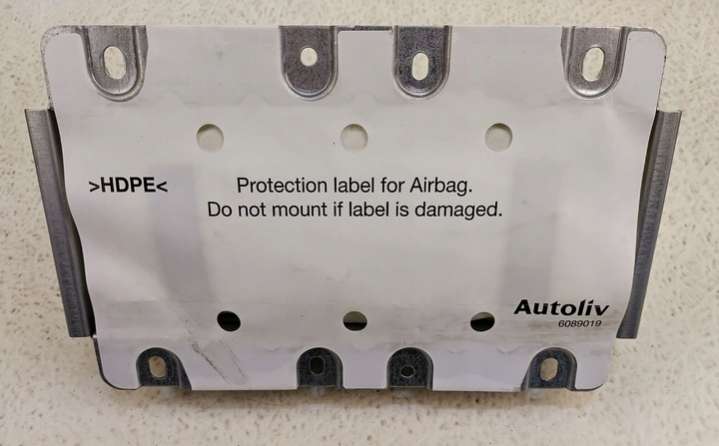 >HDPE<
Protection label for Airbag.
Do not mount if label is damaged.
Autoliv
6089019